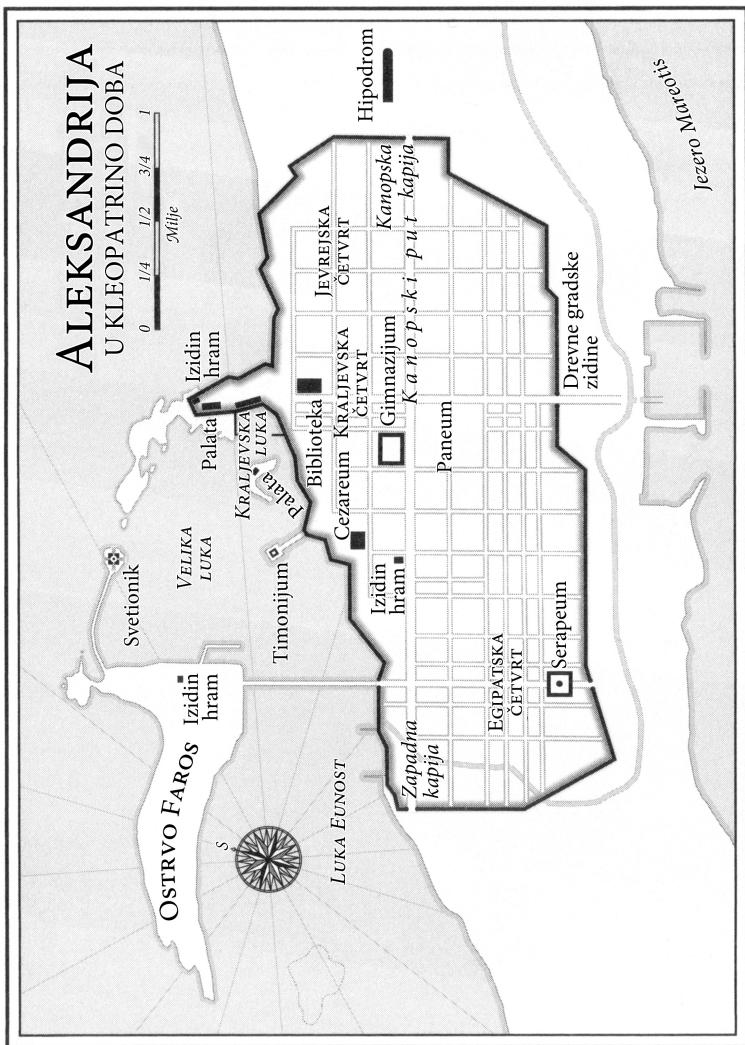 ALEKSANDRIJA
U KLEOPATRINO DOBA
0 1/4 1/2 3/4 1
Milje
Svetionik
Izidin
hram
OSTRVO FAROS
S
LUKA EUNOST
VELIKA
LUKA
Timonijum
Izidin
hram
Palata
KRALJEVSKA
LUKA
Palata
Biblioteka
Cezareum
KRALJEVSKA
ČETVRT
JEVREJSKA
ČETVRT
Hipodrom
Izidin
hram
Gimnazijum
Kanopska
kapija
Kanopski put
Zapadna
kapija
Paneum
EGIPATSKA
ČETVRT
Serapeum
Drevne gradske
zidine
Jezero Mareotis